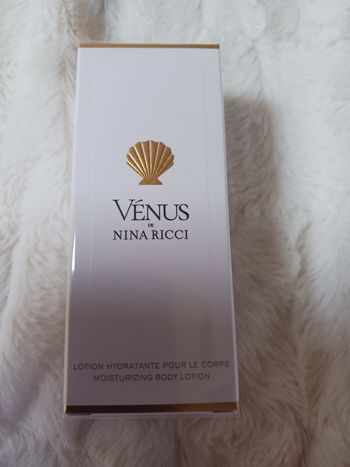 VÉNUS
DE
NINA RICCI
LOTION HYDRATANTE POUR LE CORPS
MOISTURIZING BODY LOTION